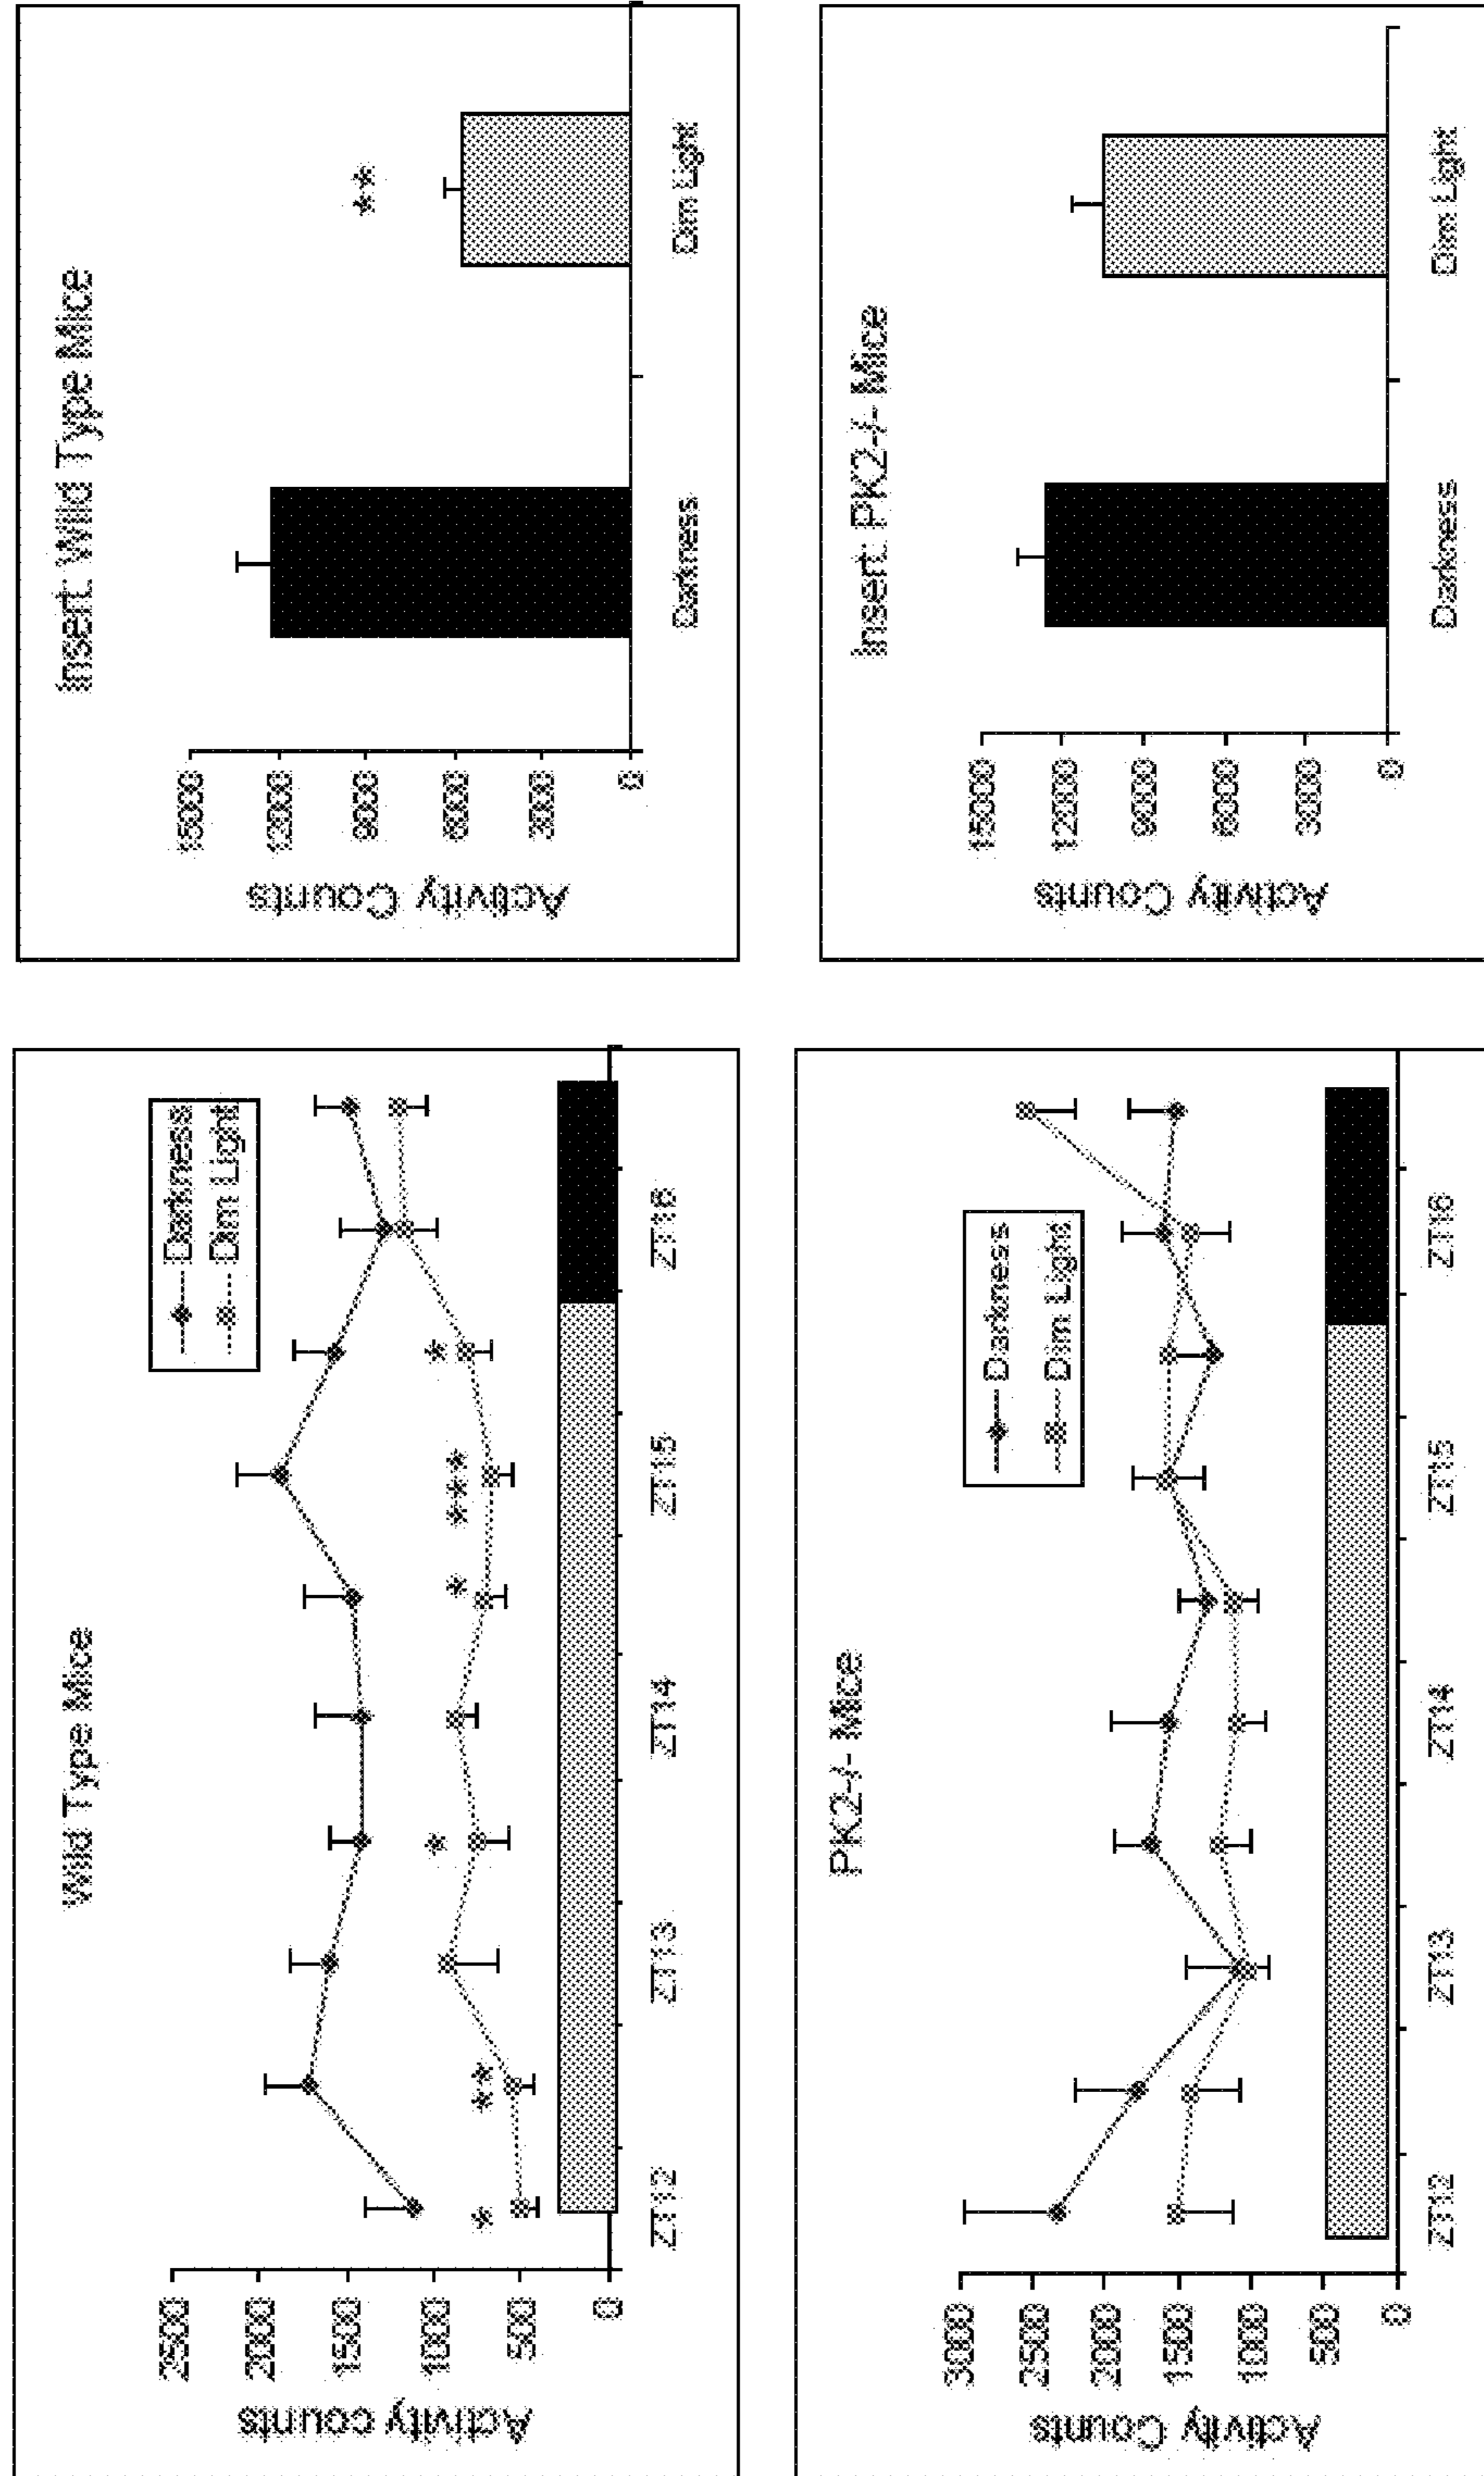 Wild Type Mice
Darkness
Dim Light
Activity counts
2500
2000
1500
1000
500
0
*
**
*
*
***
*
ZT12
ZT13
ZT14
ZT15
ZT16
Insert: Wild Type Mice
Activity Counts
15000
12000
9000
6000
3000
0
**
Darkness
Dim Light
PK2-/- Mice
Darkness
Dim Light
Activity Counts
3000
2500
2000
1500
1000
500
0
ZT12
ZT13
ZT14
ZT15
ZT16
Insert: PK2-/- Mice
Activity Counts
15000
12000
9000
6000
3000
0
Darkness
Dim Light